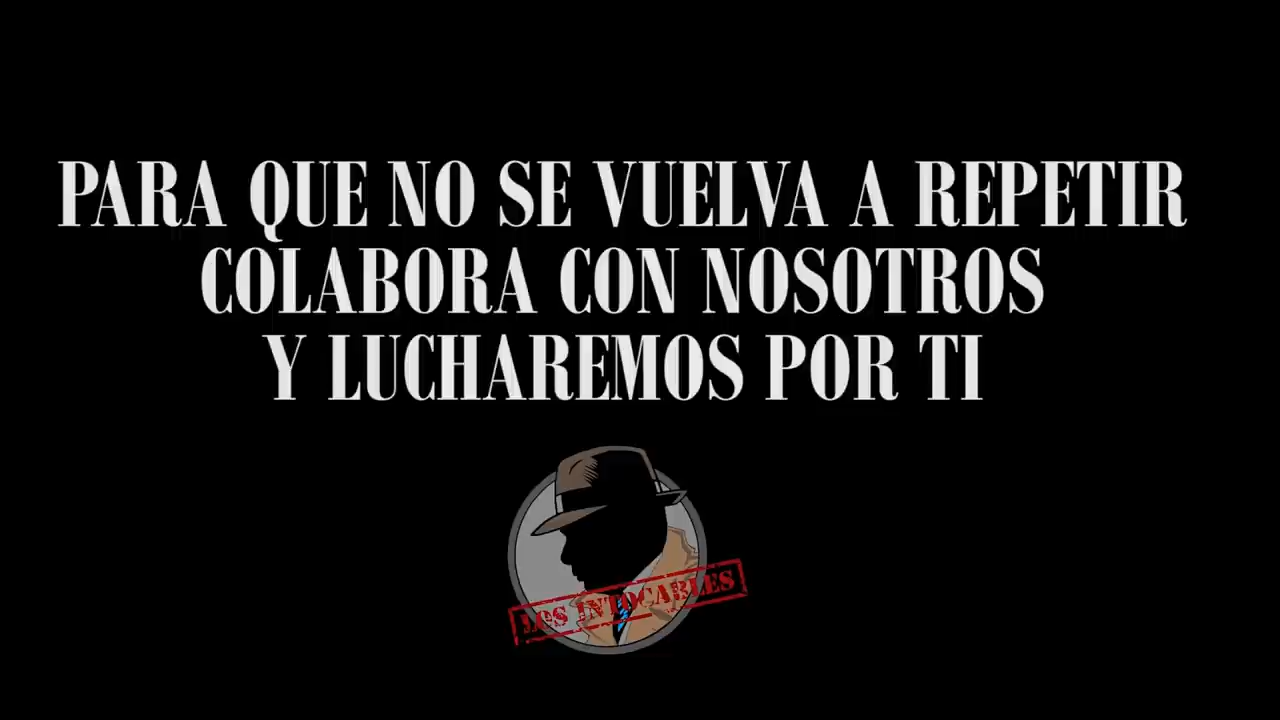 PARA QUE NO SE VUELVA A REPETIR
COLABORA CON NOSOTROS
Y LUCHAREMOS POR TI
LOS INTOCABLES